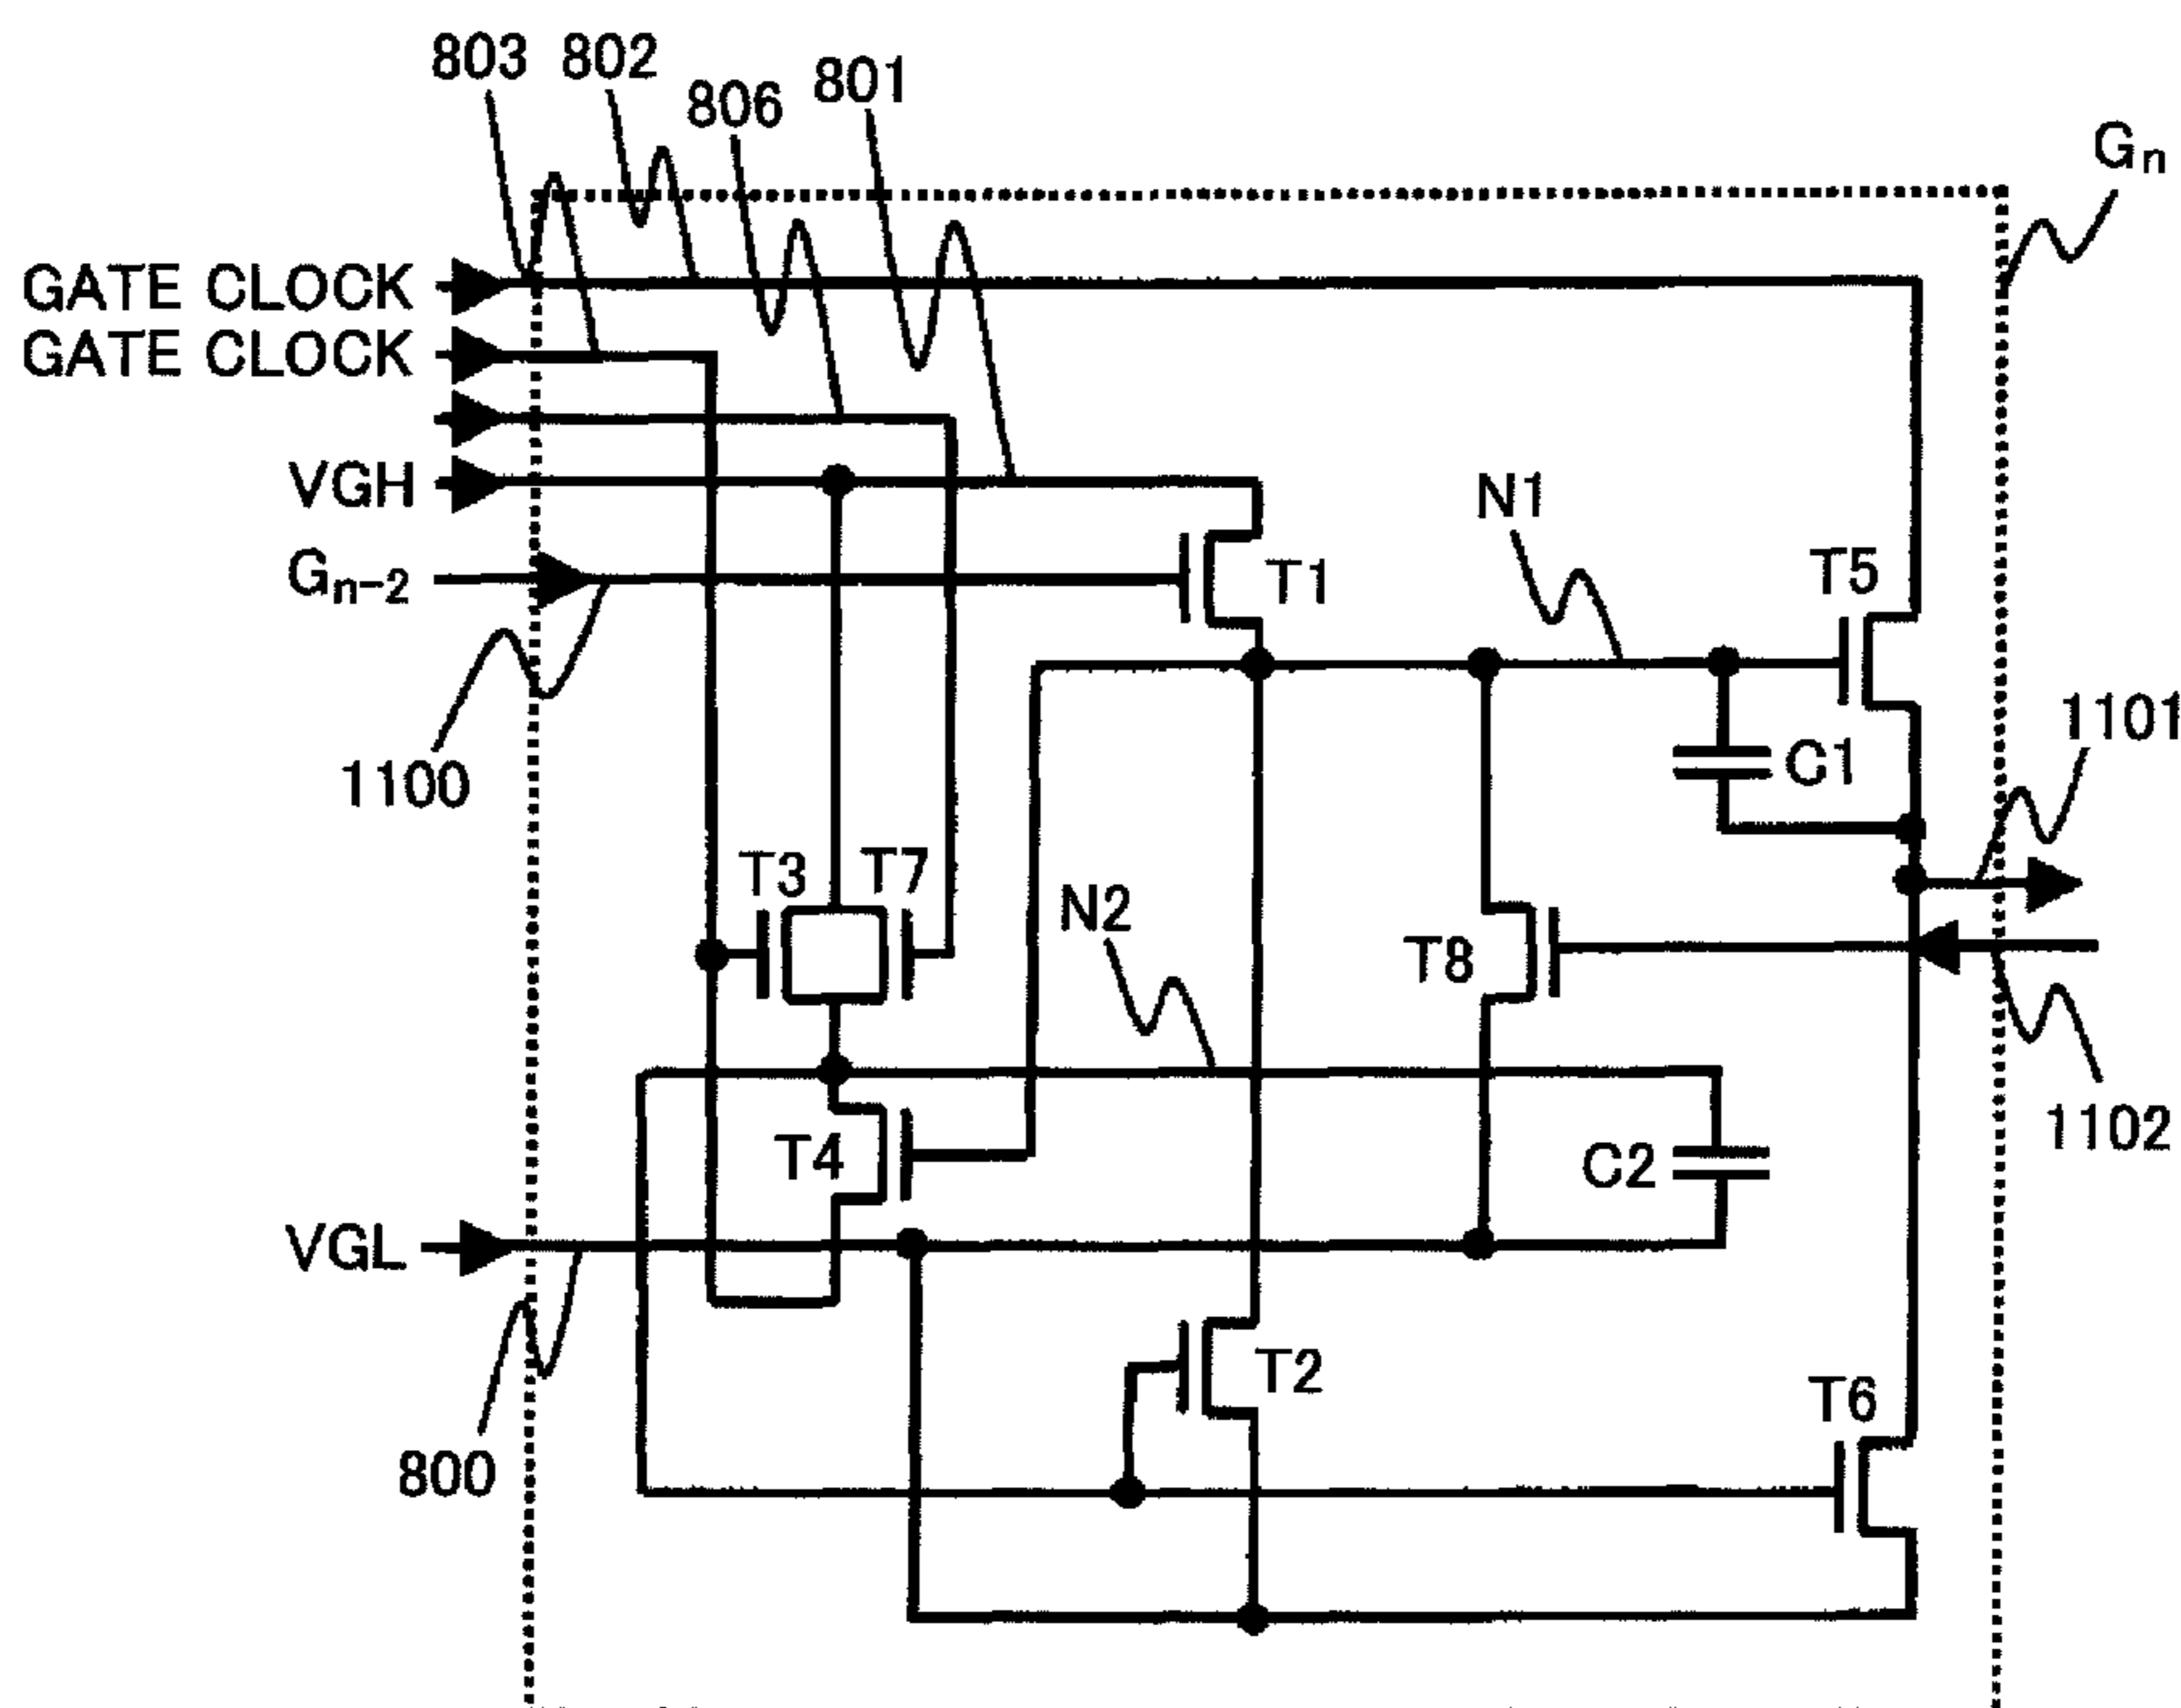 803 802
806 801
Gn
GATE CLOCK
GATE CLOCK
VGH
N1
Gn-2
T1
T5
1100
C1
1101
T3 T7
N2
T8
1102
T4
C2
VGL
T2
T6
800